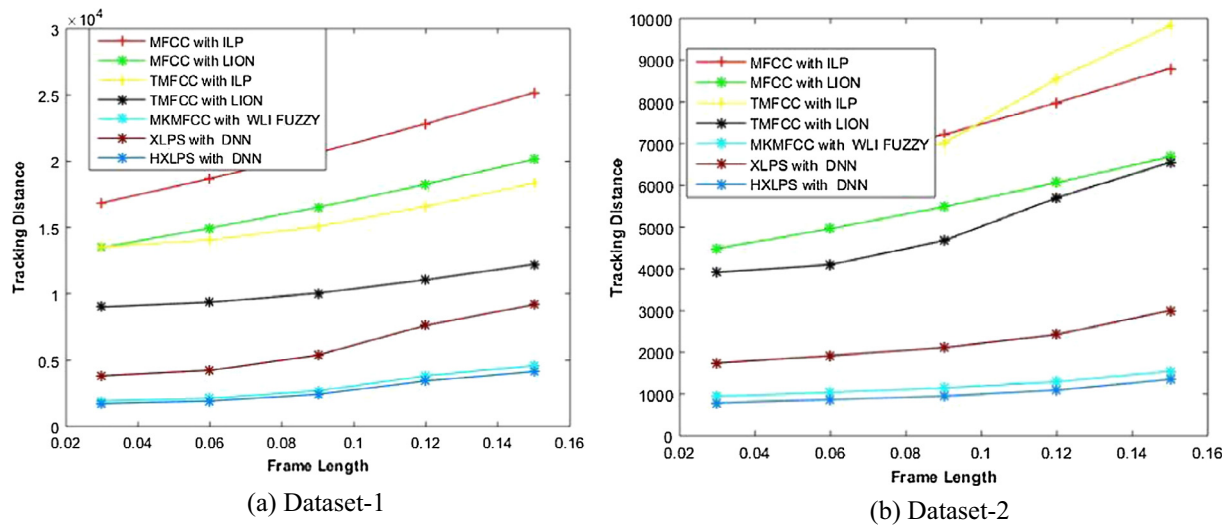 × 10⁴
3
2.5
2
1.5
1
0.5
0
0.02 0.04 0.06 0.08 0.1 0.12 0.14 0.16
Tracking Distance
Frame Length
MFCC with ILP
MFCC with LION
TMFCC with ILP
TMFCC with LION
MKMFCC with WLI FUZZY
XLPS with DNN
HXLPS with DNN
(a) Dataset-1
10000
9000
8000
7000
6000
5000
4000
3000
2000
1000
0
0.02 0.04 0.06 0.08 0.1 0.12 0.14 0.16
Tracking Distance
Frame Length
MFCC with ILP
MFCC with LION
TMFCC with ILP
TMFCC with LION
MKMFCC with WLI FUZZY
XLPS with DNN
HXLPS with DNN
(b) Dataset-2